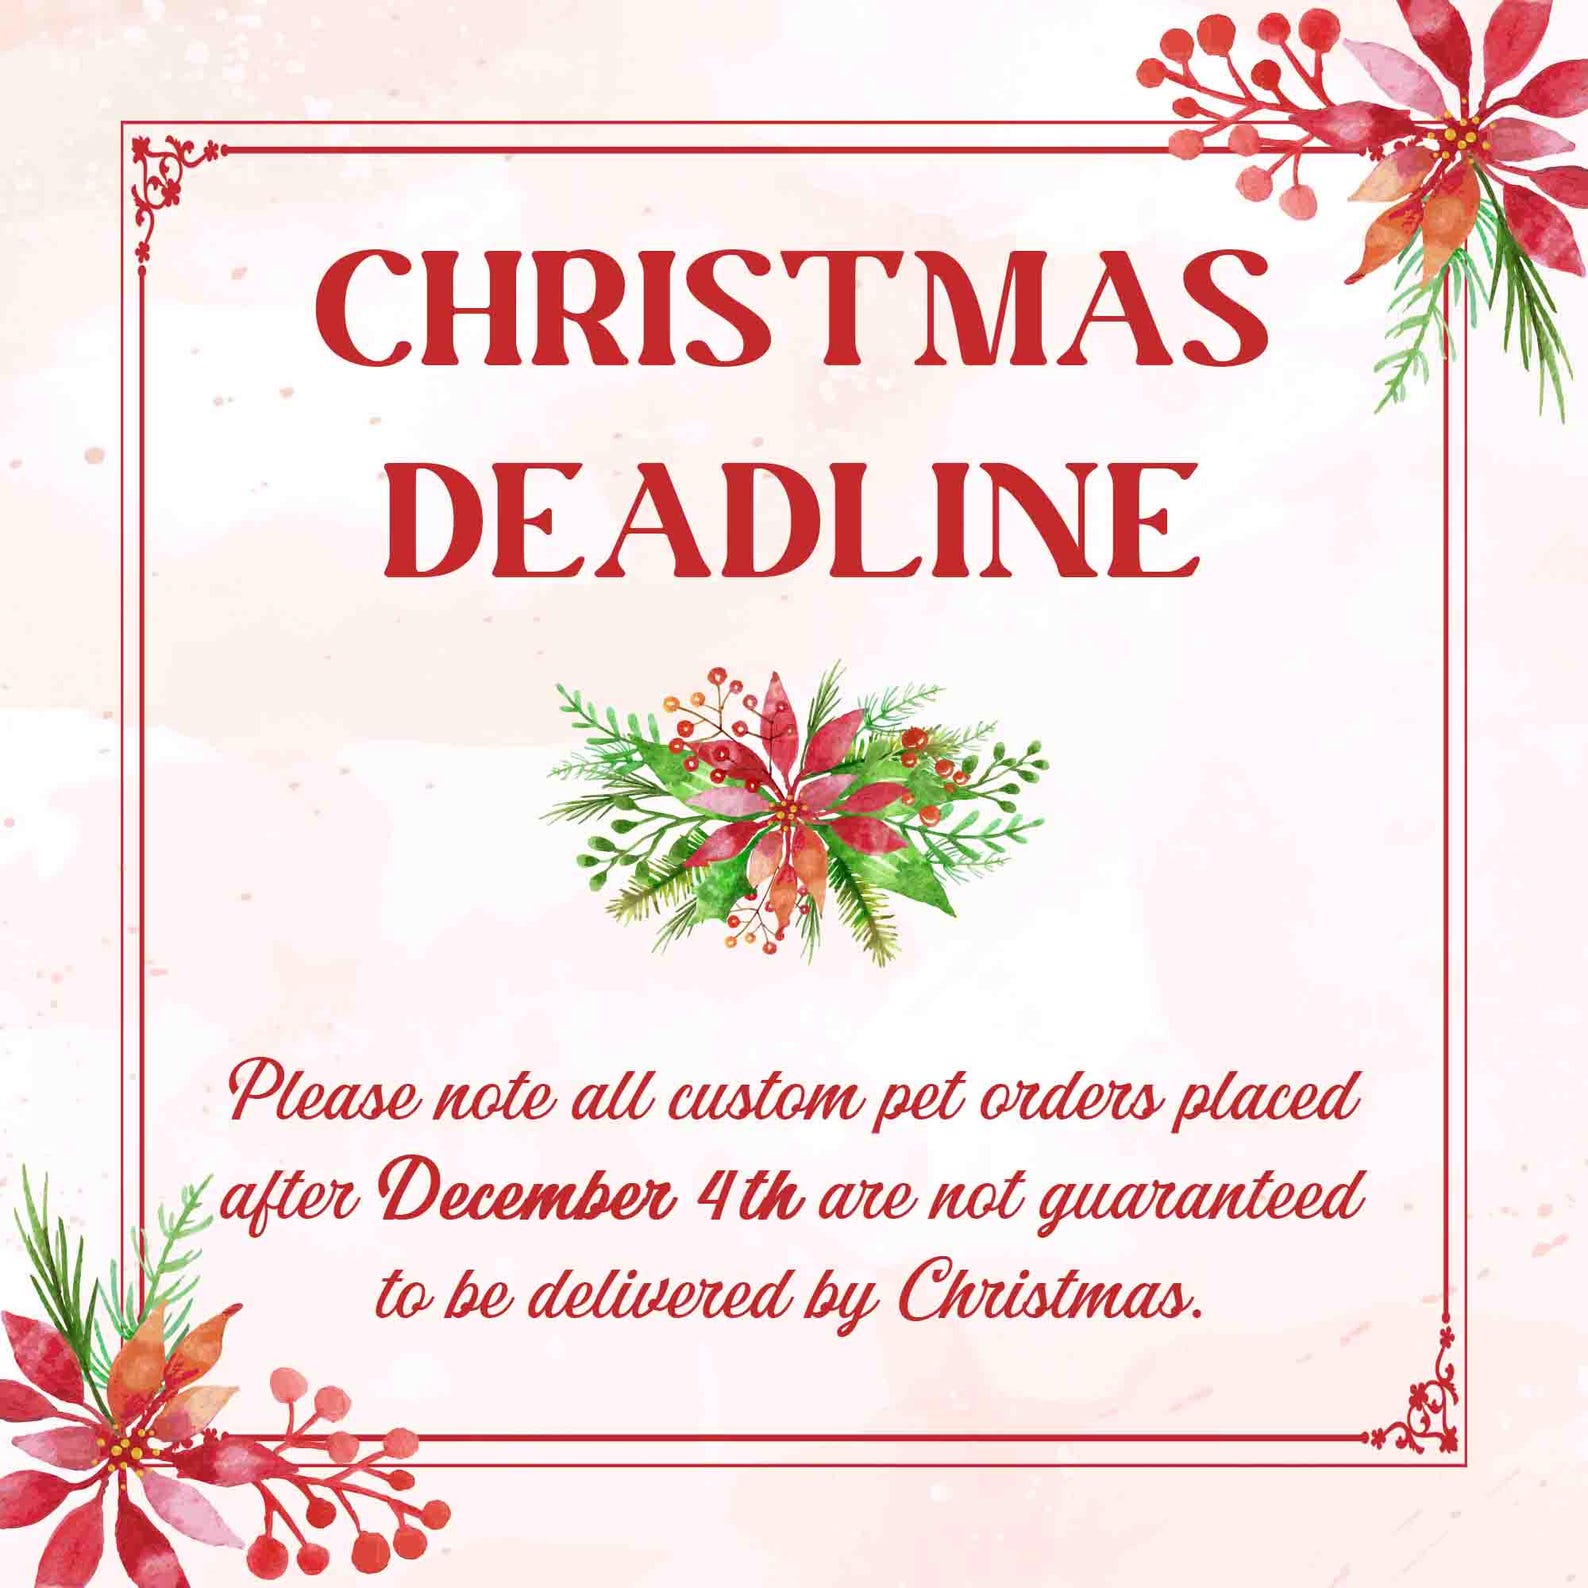 CHRISTMAS
DEADLINE
Please note all custom pet orders placed
after December 4th are not guaranteed
to be delivered by Christmas.